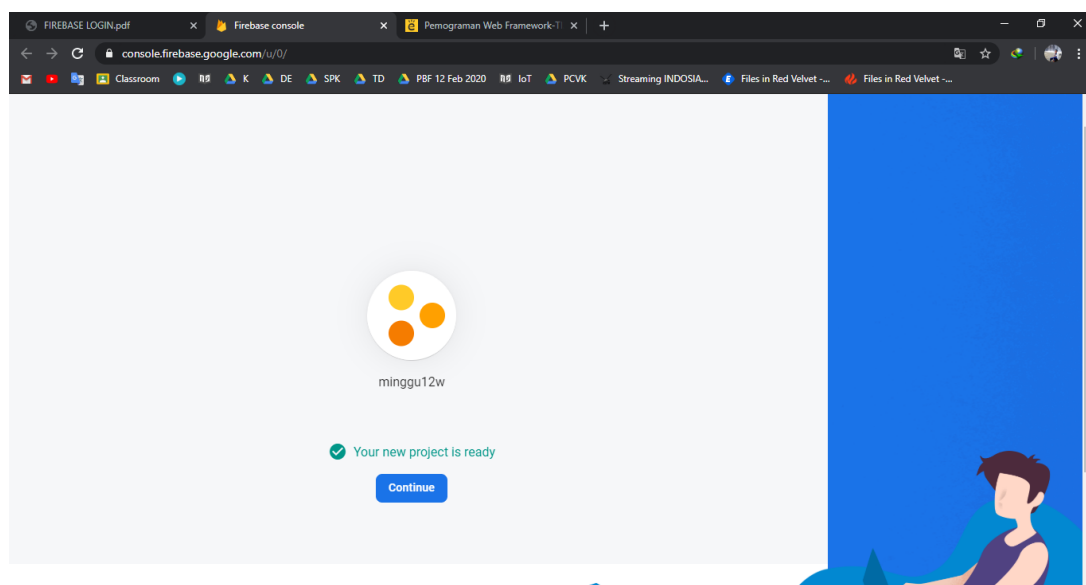 FIREBASE LOGIN.pdf
Firebase console
Pemograman Web Framework-TI
console.firebase.google.com/u/0/
Classroom
K
DE
SPK
TD
PBF 12 Feb 2020
IoT
PCVK
Streaming INDOSIA...
Files in Red Velvet -...
Files in Red Velvet -...
minggu12w
Your new project is ready
Continue